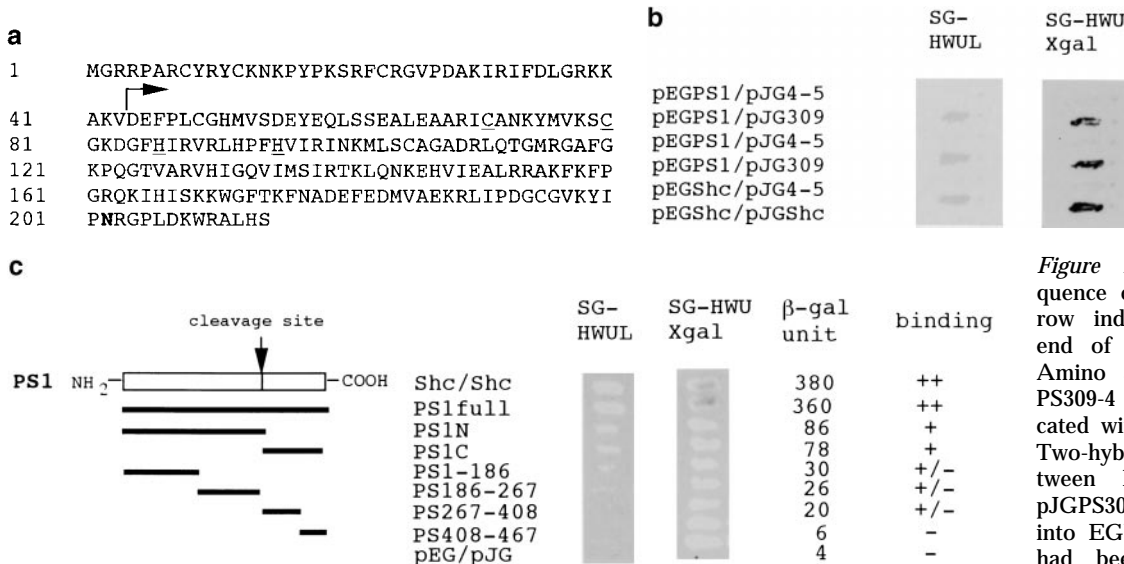 a
1 MGRRPARCYRYCKNKPYPKSRFCRGVPDAKIRIFDLGRKK
41 AKVDEFPLCGHMVSDEYEQLSSEALEAARICANKYMVKSC
81 GKDGFHIRVRLHPFHVIRINKMLSCAGADRLQTGMRGAFG
121 KPQGTVARVHIGQVIMSIRTKLQNKEHVIEALRRAKFKFP
161 GRQKIHISKKWGFTKFNADEFEDMVAEKRLIPDGCGVKYI
201 PNRGPLDKWRALHS
b
SG-HWUL
SG-HWU Xgal
pEGPS1/pJG4-5
pEGPS1/pJG309
pEGPS1/pJG4-5
pEGPS1/pJG309
pEGShc/pJG4-5
pEGShc/pJGShc
c
cleavage site
PS1 NH2 COOH
SG-HWUL
SG-HWU Xgal
β-gal unit
binding
Shc/Shc 380 ++
PS1full 360 ++
PS1N 86 +
PS1C 78 +
PS1-186 30 +/-
PS186-267 26 +/-
PS267-408 20 +/-
PS408-467 6 -
pEG/pJG 4 -
Figure
quence
row ind
end of
Amino
PS309-4
cated wi
Two-hyb
tween
pJGPS30
into EG
had bee